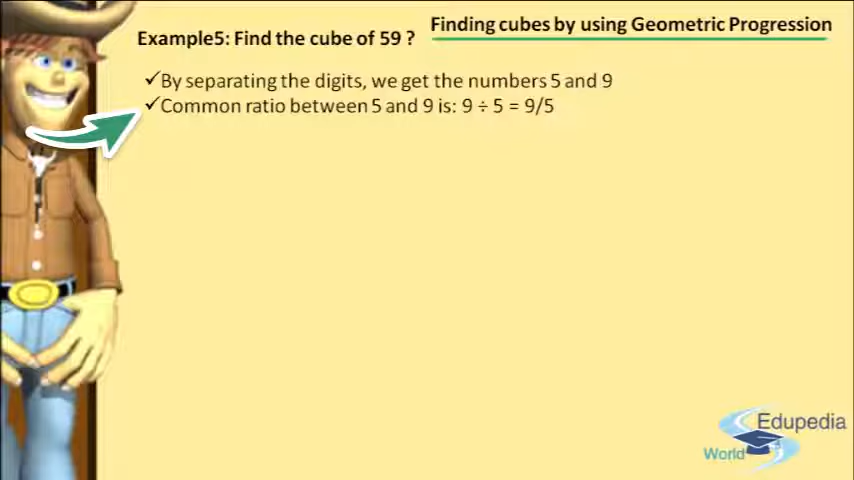 Finding cubes by using Geometric Progression
Example5: Find the cube of 59 ?
✓By separating the digits, we get the numbers 5 and 9
✓Common ratio between 5 and 9 is: 9 ÷ 5 = 9/5
Edupedia
World